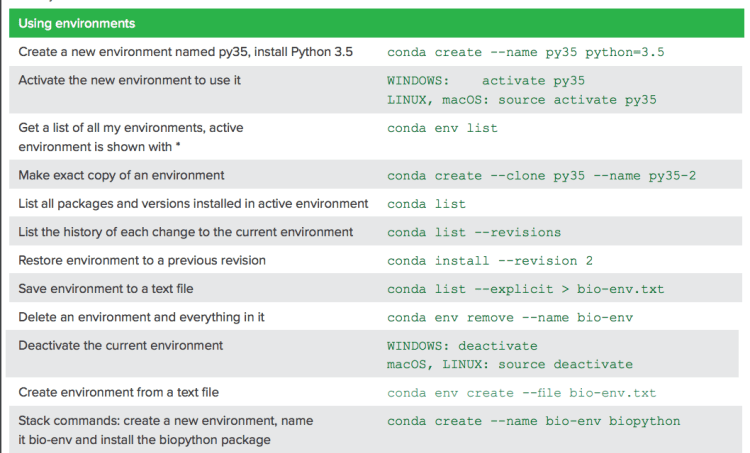 Using environments
Create a new environment named py35, install Python 3.5 conda create --name py35 python=3.5
Activate the new environment to use it WINDOWS: activate py35
LINUX, macOS: source activate py35
Get a list of all my environments, active conda env list
environment is shown with *
Make exact copy of an environment conda create --clone py35 --name py35-2
List all packages and versions installed in active environment conda list
List the history of each change to the current environment conda list --revisions
Restore environment to a previous revision conda install --revision 2
Save environment to a text file conda list --explicit > bio-env.txt
Delete an environment and everything in it conda env remove --name bio-env
Deactivate the current environment WINDOWS: deactivate
macOS, LINUX: source deactivate
Create environment from a text file conda env create --file bio-env.txt
Stack commands: create a new environment, name conda create --name bio-env biopython
it bio-env and install the biopython package